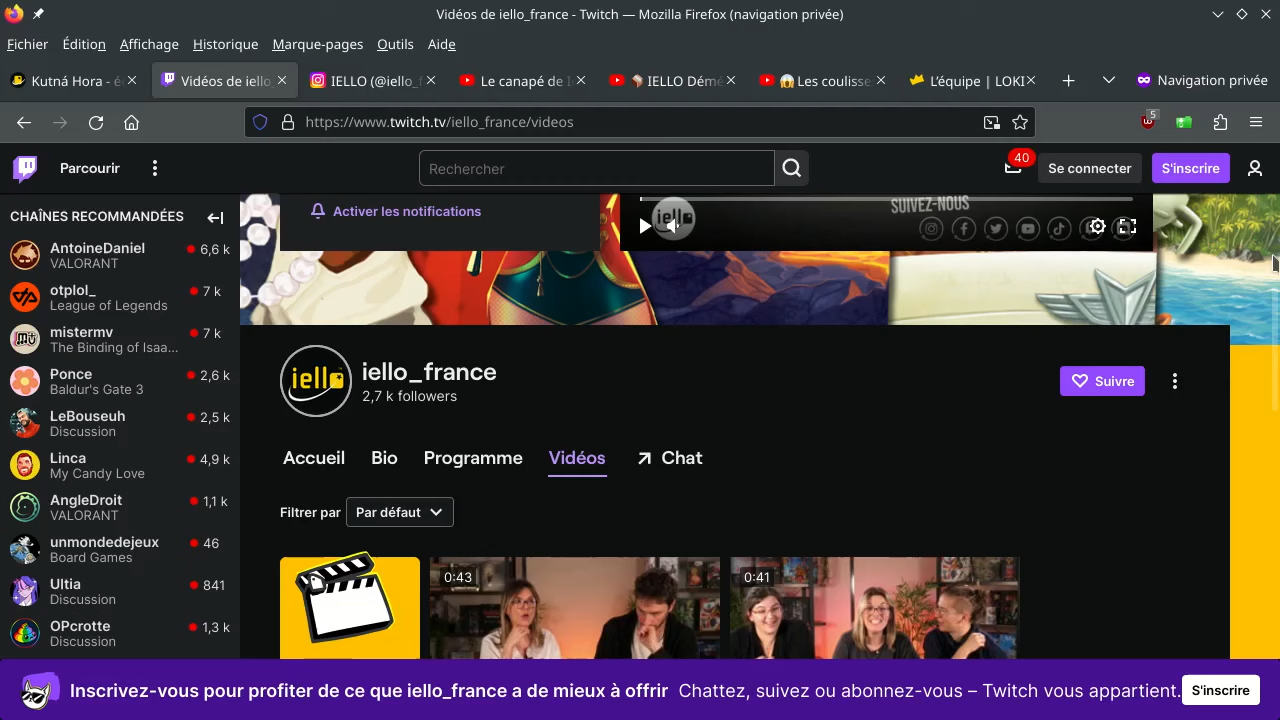 Vidéos de iello_france - Twitch — Mozilla Firefox (navigation privée)
Fichier Édition Affichage Historique Marque-pages Outils Aide
Kutná Hora - é
Vidéos de iello_
IELLO (@iello_f
Le canapé de I
IELLO Démé
Les coulisse
L'équipe | LOKI
Navigation privée
https://www.twitch.tv/iello_france/videos
5
Parcourir
Rechercher
40
Se connecter
S'inscrire
CHAÎNES RECOMMANDÉES
AntoineDaniel 6,6 k
VALORANT
otplol_ 7 k
League of Legends
mistermv 7 k
The Binding of Isaa...
Ponce 2,6 k
Baldur's Gate 3
LeBouseuh 2,5 k
Discussion
Linca 4,9 k
My Candy Love
AngleDroit 1,1 k
VALORANT
unmondedejeux 46
Board Games
Ultia 841
Discussion
OPcrotte 1,3 k
Discussion
Activer les notifications
iello
SUIVEZ-NOUS
iello
iello_france
2,7 k followers
Suivre
Accueil Bio Programme Vidéos Chat
Filtrer par Par défaut
0:43
0:41
Inscrivez-vous pour profiter de ce que iello_france a de mieux à offrir Chattez, suivez ou abonnez-vous – Twitch vous appartient.
S'inscrire